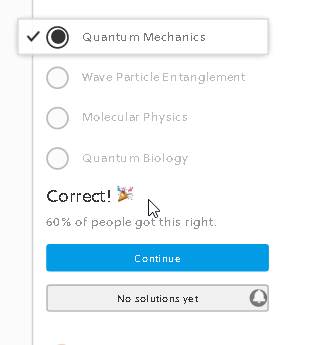 Quantum Mechanics
Wave Particle Entanglement
Molecular Physics
Quantum Biology
Correct! 🎉
60% of people got this right.
Continue
No solutions yet